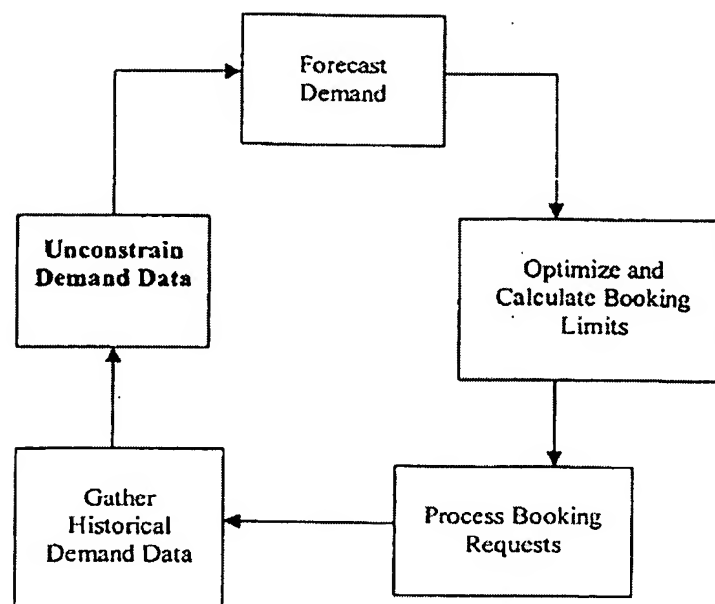 Forecast
Demand
Unconstrain
Demand Data
Optimize and
Calculate Booking
Limits
Gather
Historical
Demand Data
Process Booking
Requests